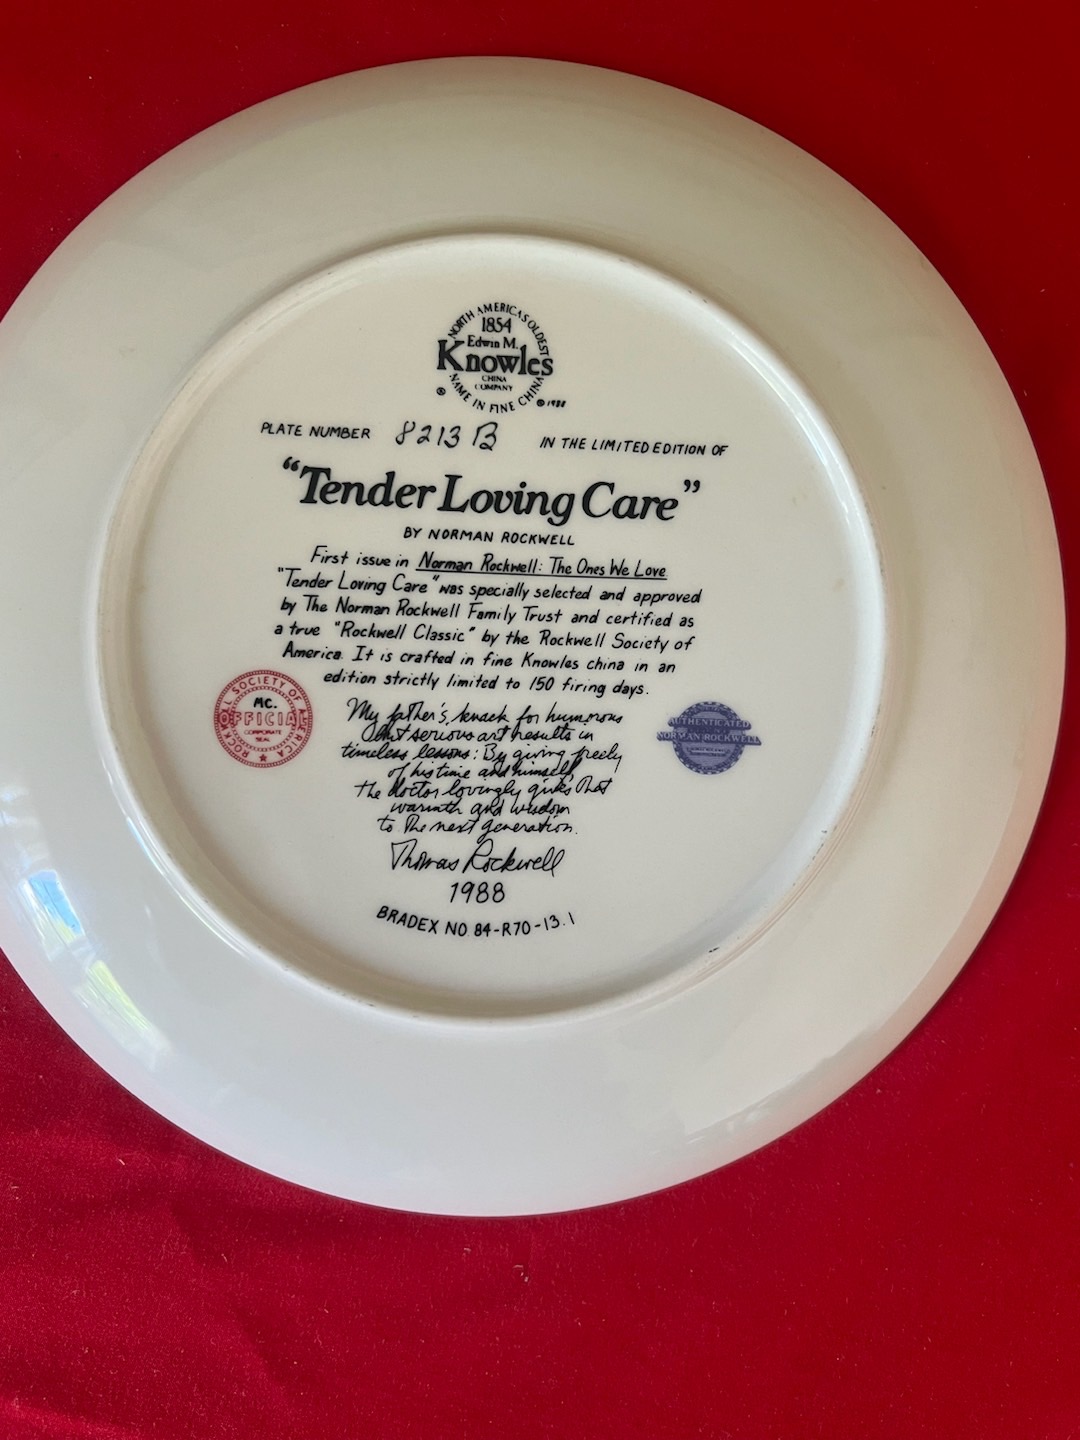 NORTH AMERICA'S OLDEST
1854
Edwin M.
Knowles
CHINA
COMPANY
NAME IN FINE CHINA
® © 1988
PLATE NUMBER 8213 B IN THE LIMITED EDITION OF
“Tender Loving Care”
BY NORMAN ROCKWELL
First issue in Norman Rockwell: The Ones We Love
"Tender Loving Care" was specially selected and approved
by The Norman Rockwell Family Trust and certified as
a true "Rockwell Classic" by the Rockwell Society of
America. It is crafted in fine Knowles china in an
edition strictly limited to 150 firing days.
ROCKWELL SOCIETY OF AMERICA
MC.
OFFICIAL
CORPORATE
SEAL
AUTHENTICATED
NORMAN ROCKWELL
My father's knack for humorous
but serious art results in
timeless lessons: By giving freely
of his time and himself,
the doctor lovingly gives that
warmth and wisdom
to the next generation.
Thomas Rockwell
1988
BRADEX NO. 84-R70-13.1